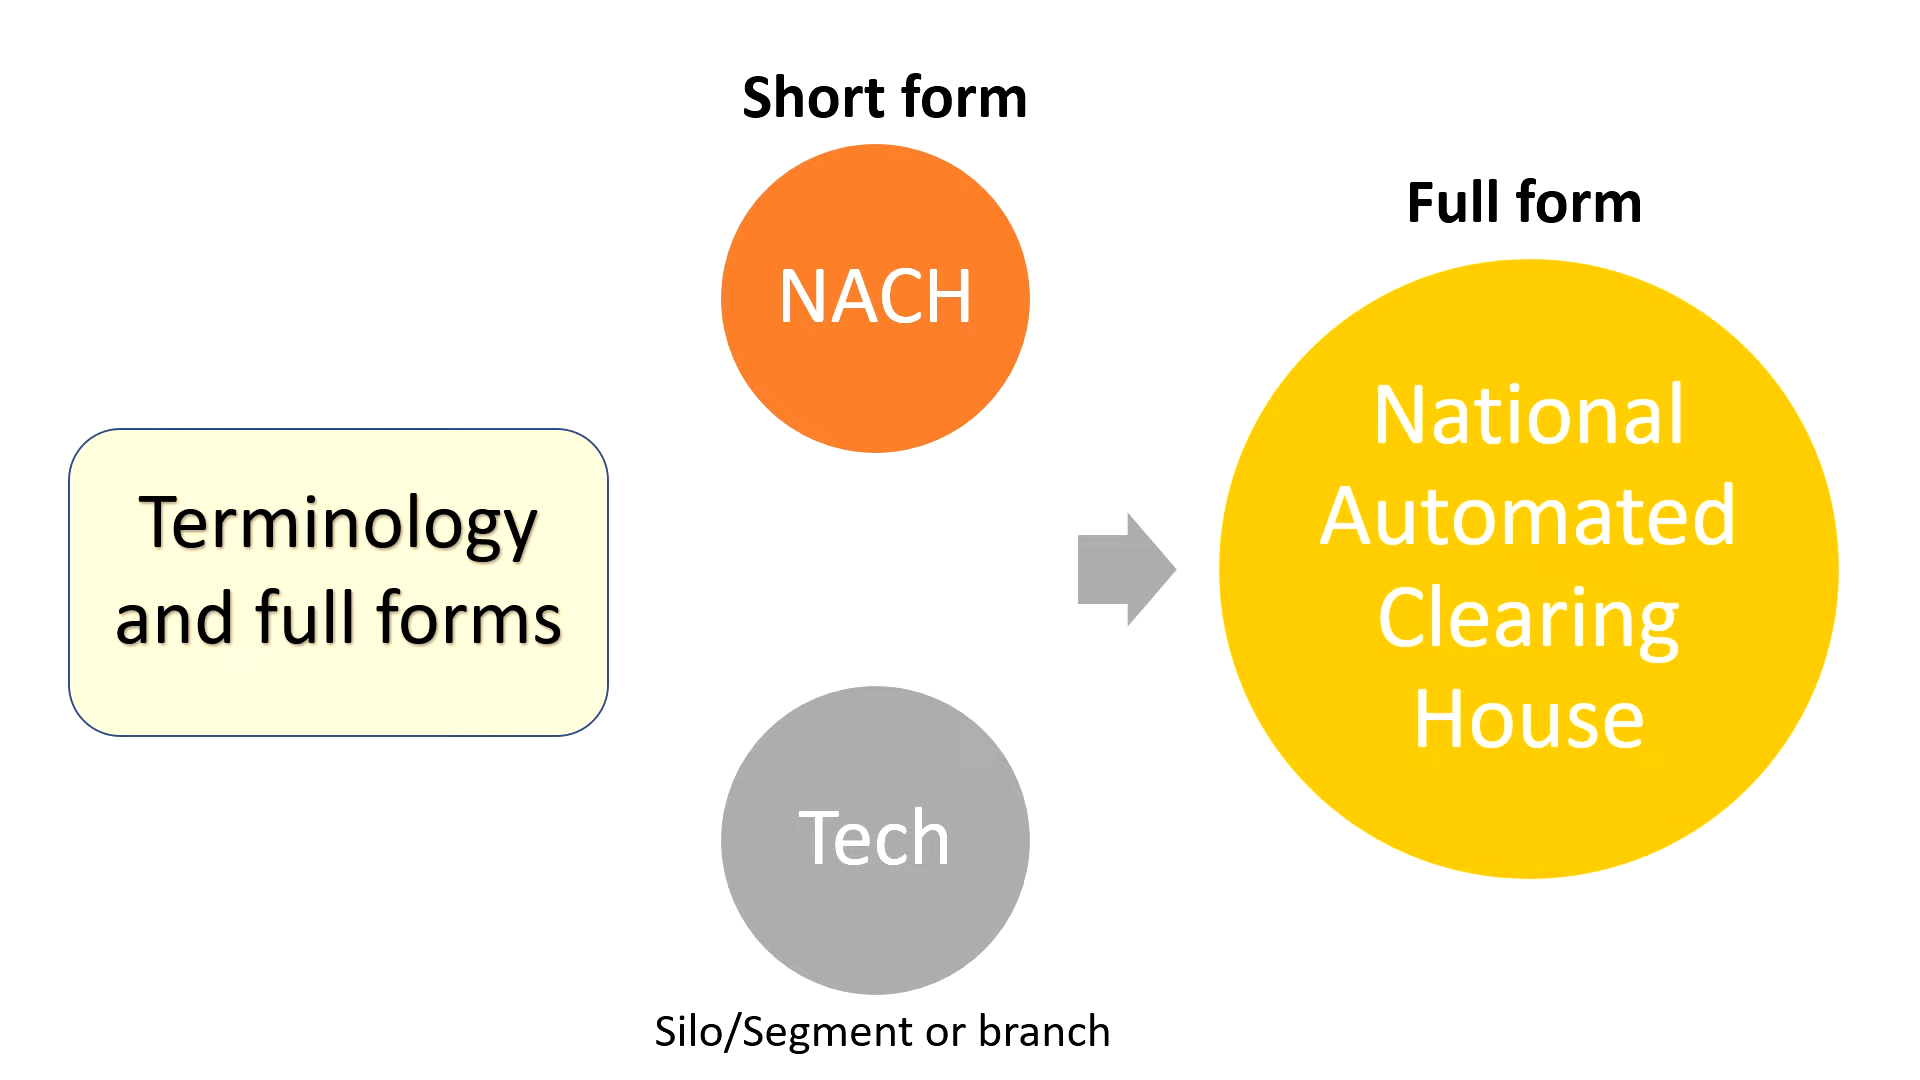 Short form
NACH
Full form
National
Automated
Clearing
House
Terminology
and full forms
Tech
Silo/Segment or branch